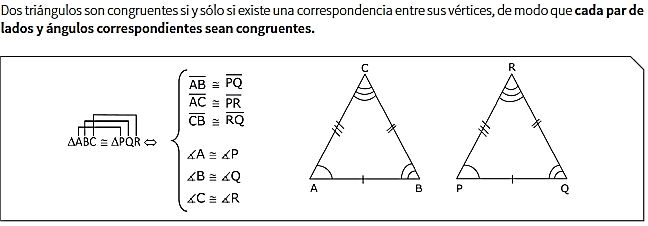 Dos triángulos son congruentes si y sólo si existe una correspondencia entre sus vértices, de modo que cada par de
lados y ángulos correspondientes sean congruentes.
ΔABC ≅ ΔPQR ⇔
AB ≅ PQ
AC ≅ PR
CB ≅ RQ
∡A ≅ ∡P
∡B ≅ ∡Q
∡C ≅ ∡R
C
A
B
R
P
Q